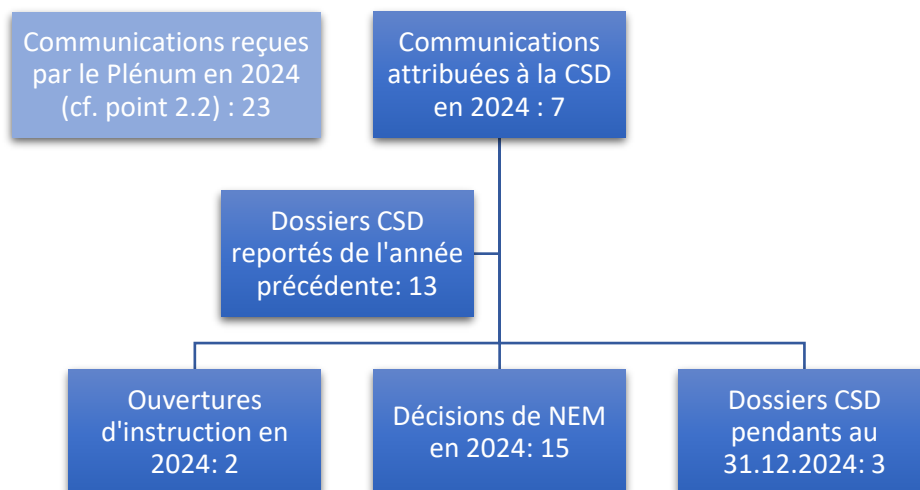 Communications reçues
par le Plénum en 2024
(cf. point 2.2) : 23
Communications
attribuées à la CSD
en 2024 : 7
Dossiers CSD
reportés de l'année
précédente: 13
Ouvertures
d'instruction en
2024: 2
Décisions de NEM
en 2024: 15
Dossiers CSD
pendants au
31.12.2024: 3